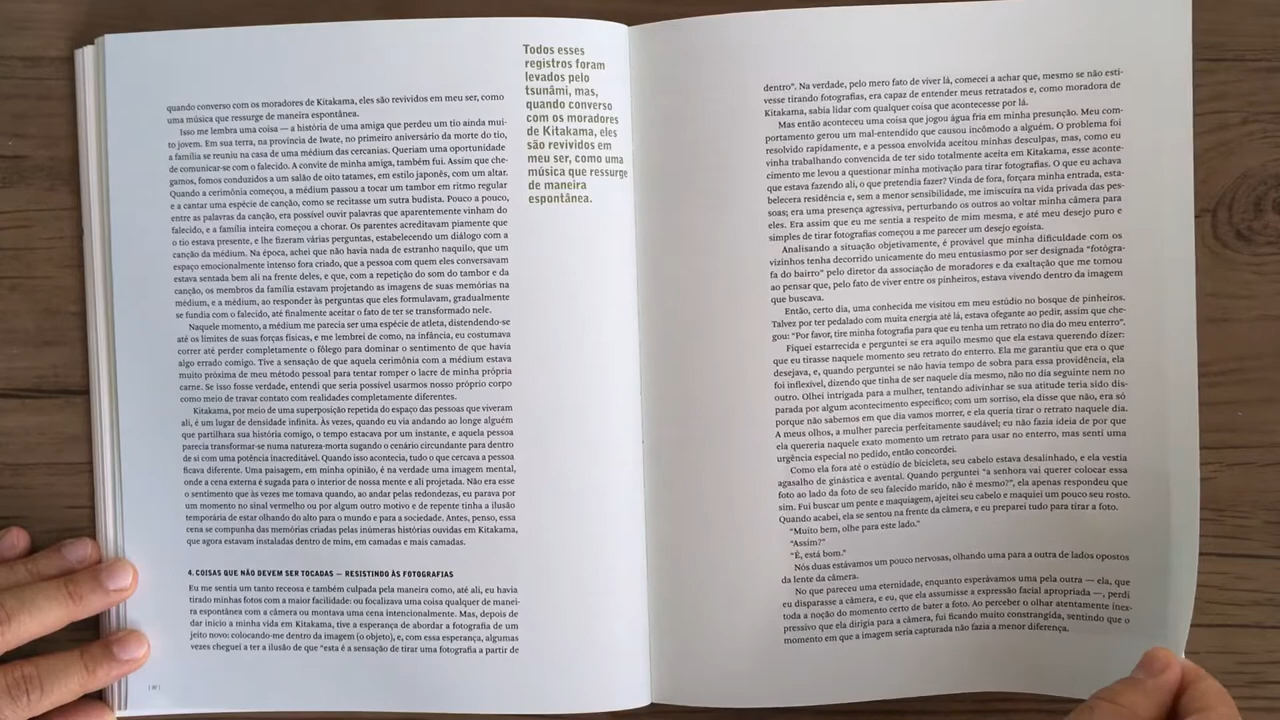 quando converso com os moradores de Kitakama, eles são revividos em meu ser, como
uma música que ressurge de maneira espontânea.
Isso me lembra uma coisa — a história de uma amiga que perdeu um tio ainda mui-
to jovem. Em sua terra, na província de Iwate, no primeiro aniversário da morte do tio,
a família se reuniu na casa de uma médium das cercanias. Queriam uma oportunidade
de comunicar-se com o falecido. A convite de minha amiga, também fui. Assim que che-
gamos, fomos conduzidos a um salão de oito tatames, em estilo japonês, com um altar.
Quando a cerimônia começou, a médium passou a tocar um tambor em ritmo regular
e a cantar uma espécie de canção, como se recitasse um sutra budista. Pouco a pouco,
entre as palavras da canção, era possível ouvir palavras que aparentemente vinham do
falecido, e a família inteira começou a chorar. Os parentes acreditavam piamente que
o tio estava presente, e lhe fizeram várias perguntas, estabelecendo um diálogo com a
canção da médium. Na época, achei que não havia nada de estranho naquilo, que um
espaço emocionalmente intenso fora criado, que a pessoa com quem eles conversavam
estava sentada bem ali na frente deles, e que, com a repetição do som do tambor e da
canção, os membros da família estavam projetando as imagens de suas memórias na
médium, e a médium, ao responder às perguntas que eles formulavam, gradualmente
se fundia com o falecido, até finalmente aceitar o fato de ter se transformado nele.
Naquele momento, a médium me parecia ser uma espécie de atleta, distendendo-se
até os limites de suas forças físicas, e me lembrei de como, na infância, eu costumava
correr até perder completamente o fôlego para dominar o sentimento de que havia
algo errado comigo. Tive a sensação de que aquela cerimônia com a médium estava
muito próxima de meu método pessoal para tentar romper o lacre de minha própria
carne. Se isso fosse verdade, entendi que seria possível usarmos nosso próprio corpo
como meio de travar contato com realidades completamente diferentes.
Kitakama, por meio de uma superposição repetida do espaço das pessoas que viveram
ali, é um lugar de densidade infinita. Às vezes, quando eu via andando ao longe alguém
que partilhara sua história comigo, o tempo estacava por um instante, e aquela pessoa
parecia transformar-se numa natureza-morta sugando o cenário circundante para dentro
de si com uma potência inacreditável. Quando isso acontecia, tudo o que cercava a pessoa
ficava diferente. Uma paisagem, em minha opinião, é na verdade uma imagem mental,
onde a cena externa é sugada para o interior de nossa mente e ali projetada. Não era esse
o sentimento que às vezes me tomava quando, ao andar pelas redondezas, eu parava por
um momento no sinal vermelho ou por algum outro motivo e de repente tinha a ilusão
temporária de estar olhando do alto para o mundo e para a sociedade. Antes, penso, essa
cena se compunha das memórias criadas pelas inúmeras histórias ouvidas em Kitakama,
que agora estavam instaladas dentro de mim, em camadas e mais camadas.
4. COISAS QUE NÃO DEVEM SER TOCADAS — RESISTINDO ÀS FOTOGRAFIAS
Eu me sentia um tanto receosa e também culpada pela maneira como, até ali, eu havia
tirado minhas fotos com a maior facilidade: ou focalizava uma coisa qualquer de manei-
ra espontânea com a câmera ou montava uma cena intencionalmente. Mas, depois de
dar início a minha vida em Kitakama, tive a esperança de abordar a fotografia de um
jeito novo: colocando-me dentro da imagem (o objeto), e, com essa esperança, algumas
vezes cheguei a ter a ilusão de que "esta é a sensação de tirar uma fotografia a partir de
Todos esses
registros foram
levados pelo
tsunâmi, mas,
quando converso
com os moradores
de Kitakama, eles
são revividos em
meu ser, como uma
música que ressurge
de maneira
espontânea.
dentro". Na verdade, pelo mero fato de viver lá, comecei a achar que, mesmo se não esti-
vesse tirando fotografias, era capaz de entender meus retratados e, como moradora de
Kitakama, sabia lidar com qualquer coisa que acontecesse por lá.
Mas então aconteceu uma coisa que jogou água fria em minha presunção. Meu com-
portamento gerou um mal-entendido que causou incômodo a alguém. O problema foi
resolvido rapidamente, e a pessoa envolvida aceitou minhas desculpas, mas, como eu
vinha trabalhando convencida de ter sido totalmente aceita em Kitakama, esse aconte-
cimento me levou a questionar minha motivação para tirar fotografias. O que eu achava
que estava fazendo ali, o que pretendia fazer? Vinda de fora, forçara minha entrada, esta-
belecera residência e, sem a menor sensibilidade, me imiscuíra na vida privada das pes-
soas; era uma presença agressiva, perturbando os outros ao voltar minha câmera para
eles. Era assim que eu me sentia a respeito de mim mesma, e até meu desejo puro e
simples de tirar fotografias começou a me parecer um desejo egoísta.
Analisando a situação objetivamente, é provável que minha dificuldade com os
vizinhos tenha decorrido unicamente do meu entusiasmo por ser designada "fotógra-
fa do bairro" pelo diretor da associação de moradores e da exaltação que me tomou
ao pensar que, pelo fato de viver entre os pinheiros, estava vivendo dentro da imagem
que buscava.
Então, certo dia, uma conhecida me visitou em meu estúdio no bosque de pinheiros.
Talvez por ter pedalado com muita energia até lá, estava ofegante ao pedir, assim que che-
gou: "Por favor, tire minha fotografia para que eu tenha um retrato no dia do meu enterro".
Fiquei estarrecida e perguntei se era aquilo mesmo que ela estava querendo dizer:
que eu tirasse naquele momento seu retrato do enterro. Ela me garantiu que era o que
desejava, e, quando perguntei se não havia tempo de sobra para essa providência, ela
foi inflexível, dizendo que tinha de ser naquele dia mesmo, não no dia seguinte nem no
outro. Olhei intrigada para a mulher, tentando adivinhar se sua atitude teria sido dis-
parada por algum acontecimento específico; com um sorriso, ela disse que não, era só
porque não sabemos em que dia vamos morrer, e ela queria tirar o retrato naquele dia.
A meus olhos, a mulher parecia perfeitamente saudável; eu não fazia ideia de por que
ela quereria naquele exato momento um retrato para usar no enterro, mas senti uma
urgência especial no pedido, então concordei.
Como ela fora até o estúdio de bicicleta, seu cabelo estava desalinhado, e ela vestia
agasalho de ginástica e avental. Quando perguntei "a senhora vai querer colocar essa
foto ao lado da foto de seu falecido marido, não é mesmo?", ela apenas respondeu que
sim. Fui buscar um pente e maquiagem, ajeitei seu cabelo e maquiei um pouco seu rosto.
Quando acabei, ela se sentou na frente da câmera, e eu preparei tudo para tirar a foto.
"Muito bem, olhe para este lado."
"Assim?"
"É, está bom."
Nós duas estávamos um pouco nervosas, olhando uma para a outra de lados opostos
da lente da câmera.
No que pareceu uma eternidade, enquanto esperávamos uma pela outra — ela, que
eu disparasse a câmera, e eu, que ela assumisse a expressão facial apropriada —, perdi
toda a noção do momento certo de bater a foto. Ao perceber o olhar atentamente inex-
pressivo que ela dirigia para a câmera, fui ficando muito constrangida, sentindo que o
momento em que a imagem seria capturada não fazia a menor diferença.